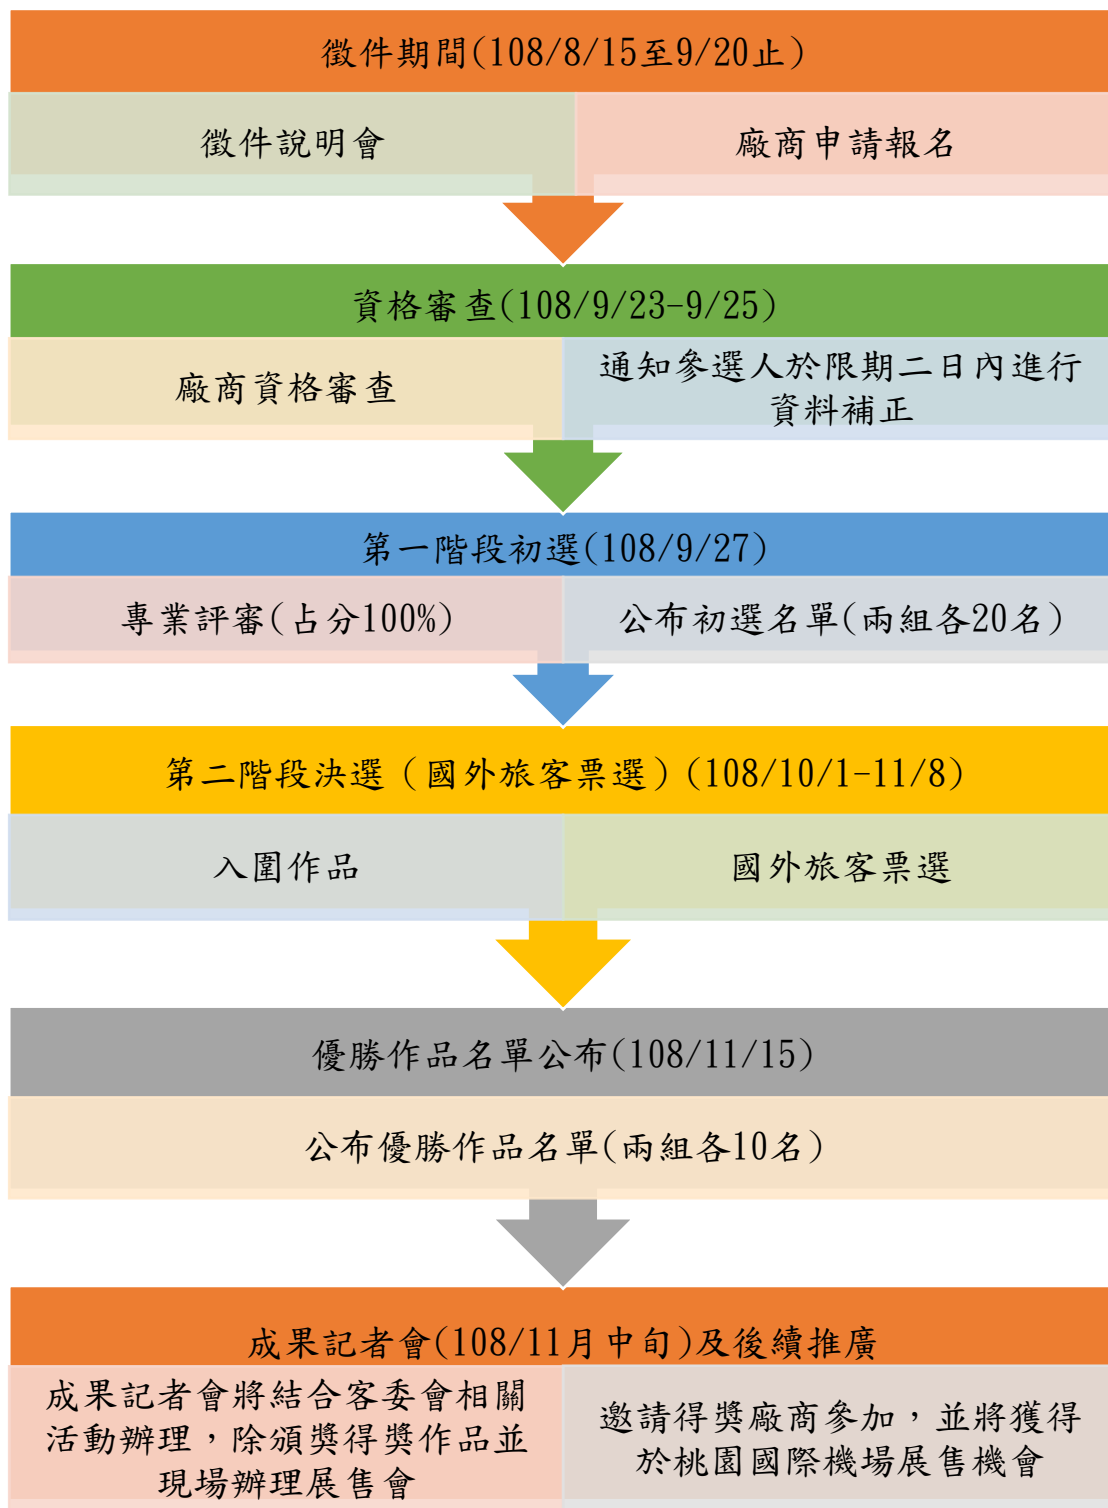 徵件期間(108/8/15至9/20止)
徵件說明會
廠商申請報名
資格審查(108/9/23-9/25)
廠商資格審查
通知參選人於限期二日內進行
資料補正
第一階段初選(108/9/27)
專業評審(占分100%)
公布初選名單(兩組各20名)
第二階段決選（國外旅客票選）(108/10/1-11/8)
入圍作品
國外旅客票選
優勝作品名單公布(108/11/15)
公布優勝作品名單(兩組各10名)
成果記者會(108/11月中旬)及後續推廣
成果記者會將結合客委會相關
活動辦理，除頒獎得獎作品並
現場辦理展售會
邀請得獎廠商參加，並將獲得
於桃園國際機場展售機會